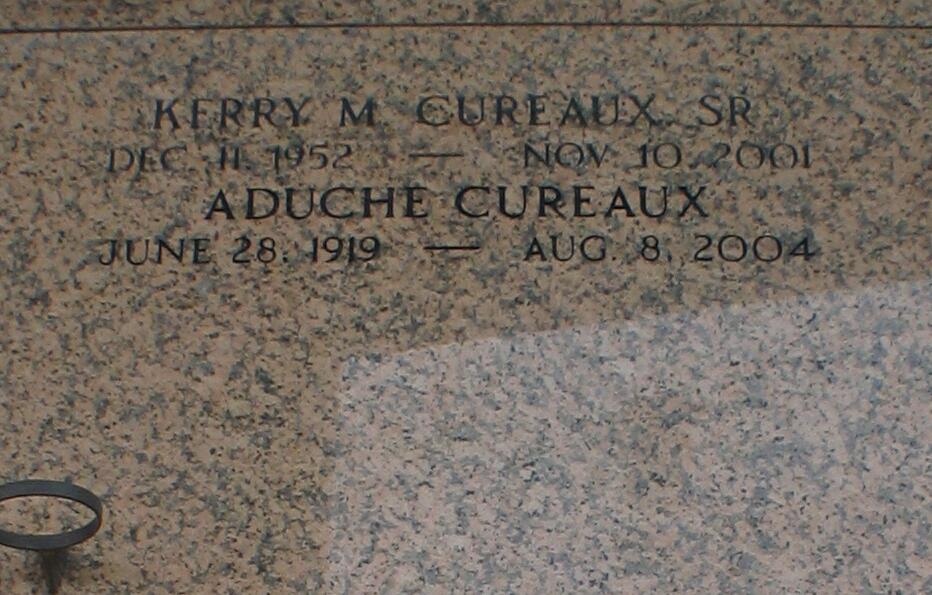 KERRY M. CUREAUX, SR.
DEC. 11, 1952 — NOV. 10, 2001
ADUCHE CUREAUX
JUNE 28, 1919 — AUG. 8, 2004